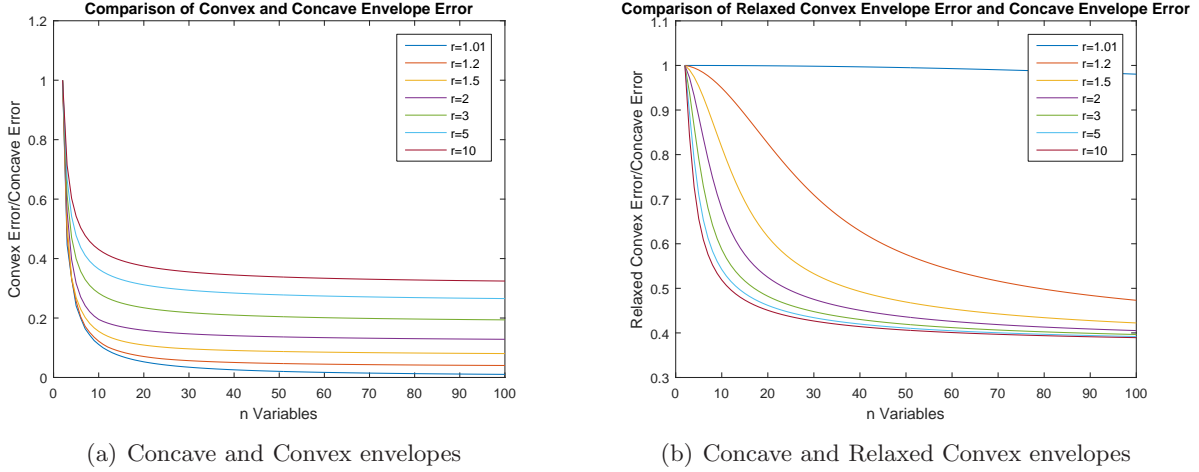 Comparison of Convex and Concave Envelope Error
1.2
1
0.8
0.6
0.4
0.2
0
Convex Error/Concave Error
r=1.01
r=1.2
r=1.5
r=2
r=3
r=5
r=10
0 10 20 30 40 50 60 70 80 90 100
n Variables
(a) Concave and Convex envelopes
Comparison of Relaxed Convex Envelope Error and Concave Envelope Error
1.1
1
0.9
0.8
0.7
0.6
0.5
0.4
0.3
Relaxed Convex Error/Concave Error
r=1.01
r=1.2
r=1.5
r=2
r=3
r=5
r=10
0 10 20 30 40 50 60 70 80 90 100
n Variables
(b) Concave and Relaxed Convex envelopes